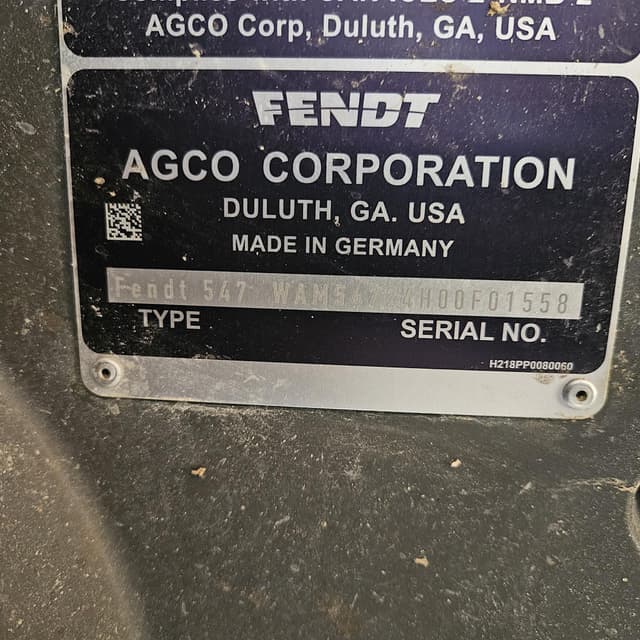 AGCO Corp, Duluth, GA, USA
FENDT
AGCO CORPORATION
DULUTH, GA. USA
MADE IN GERMANY
Fendt 547
TYPE SERIAL NO.
H218PP0080060